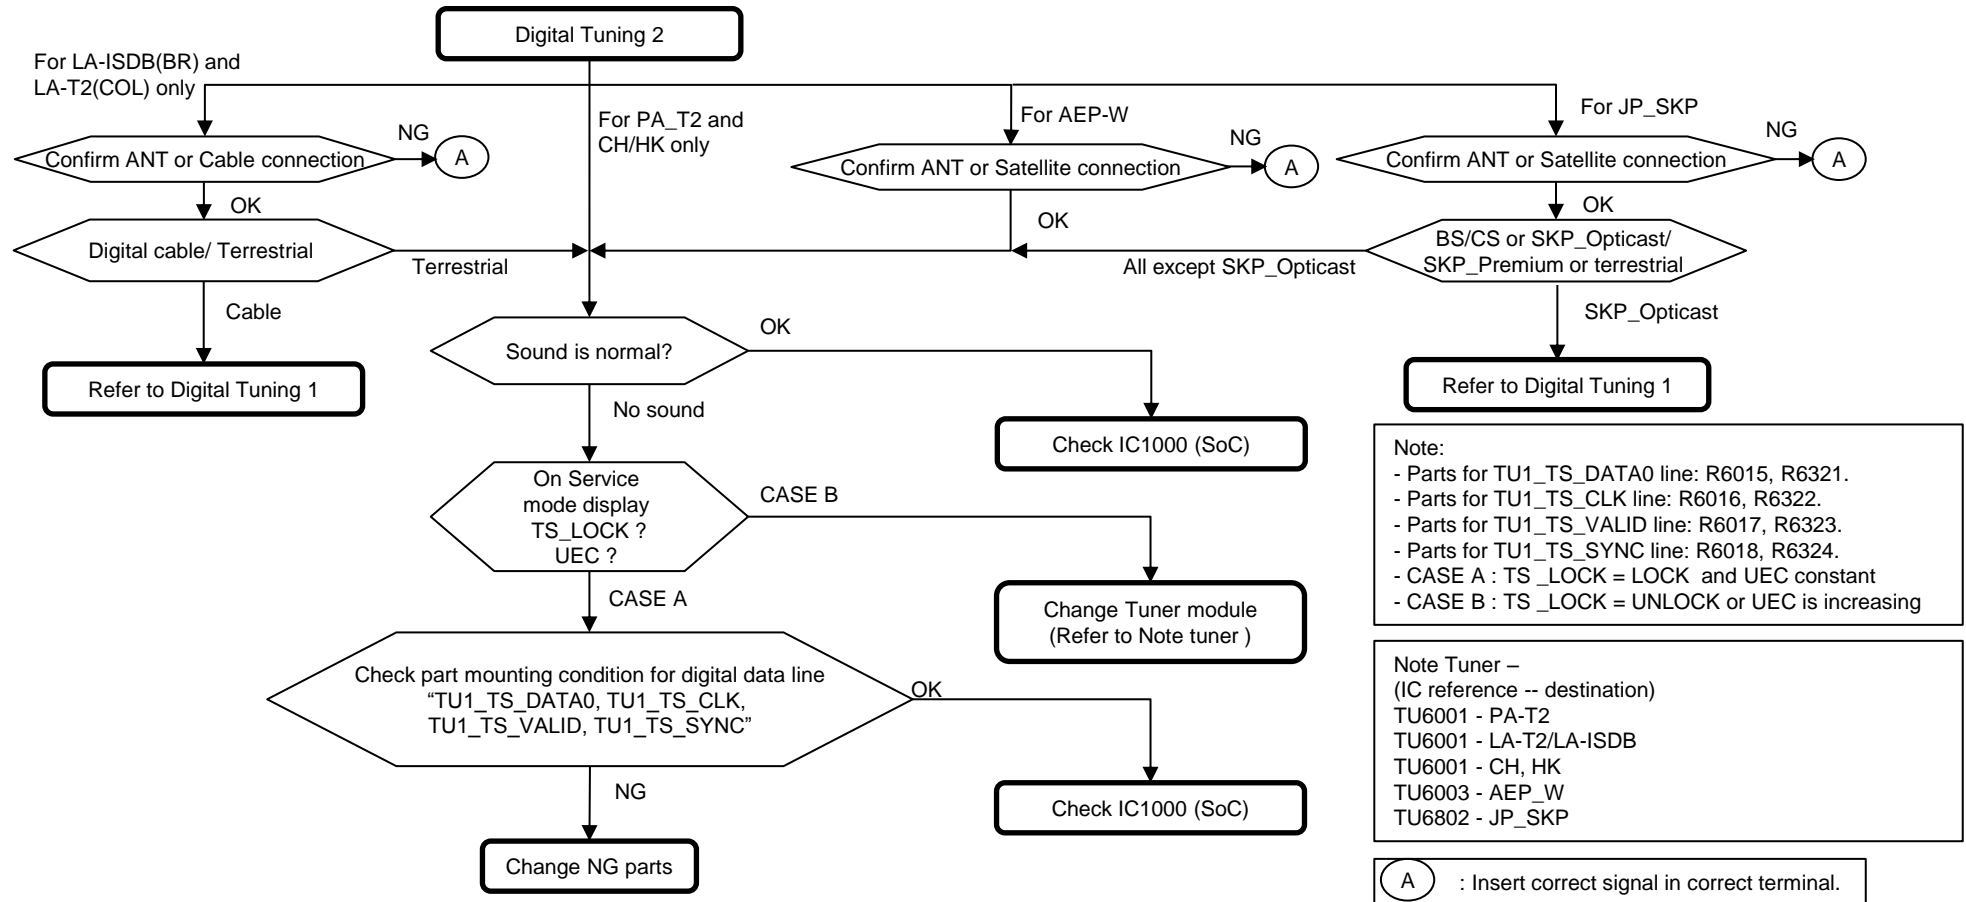 Digital Tuning 2
For LA-ISDB(BR) and
LA-T2(COL) only
For PA_T2 and
CH/HK only
For AEP-W
For JP_SKP
Confirm ANT or Cable connection
NG
A
Confirm ANT or Satellite connection
NG
A
Confirm ANT or Satellite connection
NG
A
OK
OK
OK
Digital cable/ Terrestrial
Terrestrial
BS/CS or SKP_Opticast/
SKP_Premium or terrestrial
All except SKP_Opticast
Cable
SKP_Opticast
Refer to Digital Tuning 1
Refer to Digital Tuning 1
Sound is normal?
OK
No sound
Check IC1000 (SoC)
On Service
mode display
TS_LOCK ?
UEC ?
CASE B
CASE A
Change Tuner module
(Refer to Note tuner )
Check part mounting condition for digital data line
“TU1_TS_DATA0, TU1_TS_CLK,
TU1_TS_VALID, TU1_TS_SYNC”
OK
NG
Check IC1000 (SoC)
Change NG parts
Note:
- Parts for TU1_TS_DATA0 line: R6015, R6321.
- Parts for TU1_TS_CLK line: R6016, R6322.
- Parts for TU1_TS_VALID line: R6017, R6323.
- Parts for TU1_TS_SYNC line: R6018, R6324.
- CASE A : TS _LOCK = LOCK  and UEC constant
- CASE B : TS _LOCK = UNLOCK or UEC is increasing
Note Tuner –
(IC reference -- destination)
TU6001 - PA-T2
TU6001 - LA-T2/LA-ISDB
TU6001 - CH, HK
TU6003 - AEP_W
TU6802 - JP_SKP
A : Insert correct signal in correct terminal.